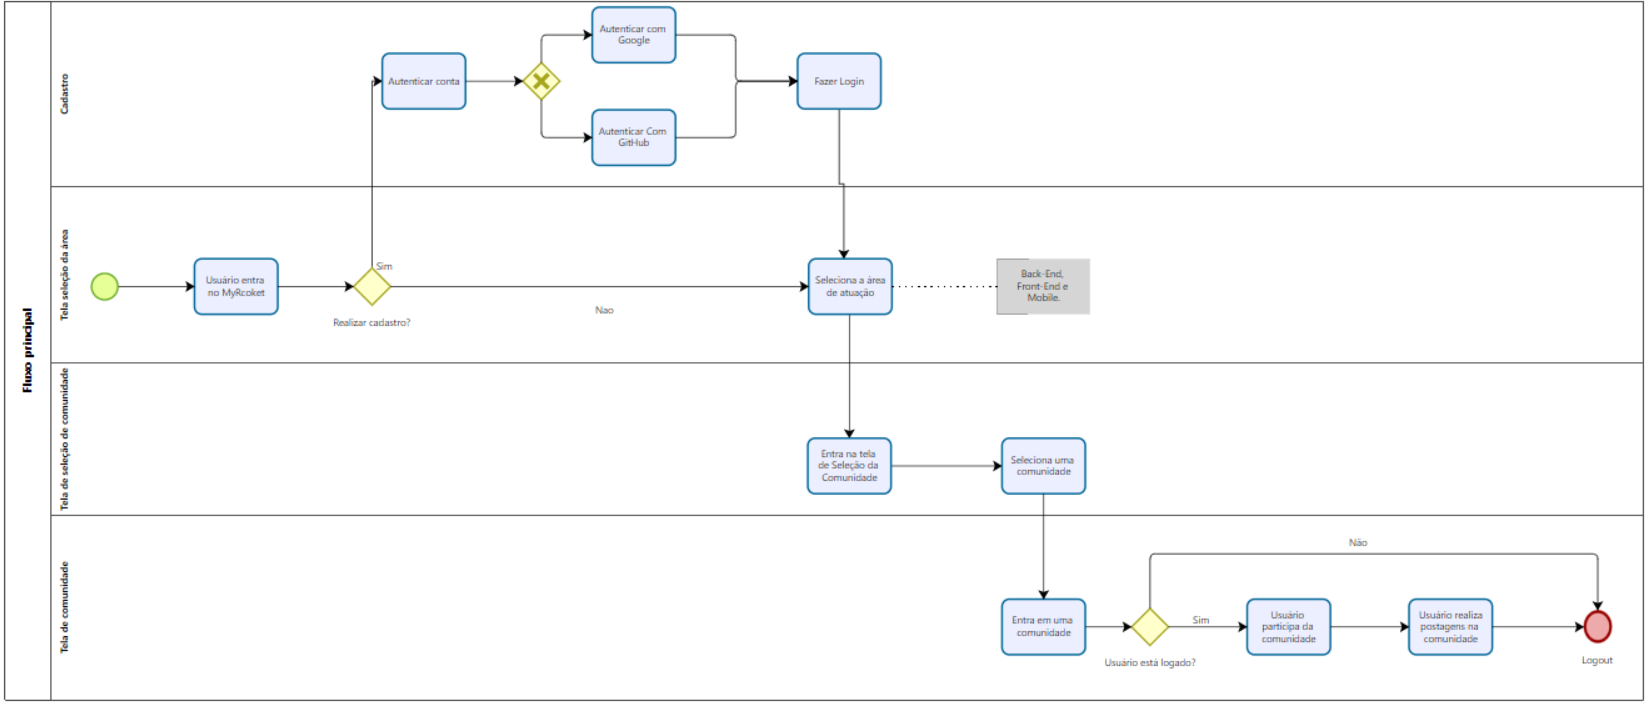 Fluxo principal
Cadastro
Autenticar conta
Autenticar com
Google
Autenticar Com
GitHub
Fazer Login
Tela seleção da área
Usuário entra
no MyRcoket
Sim
Realizar cadastro?
Nao
Seleciona a área
de atuação
Back-End,
Front-End e
Mobile.
Tela de seleção de comunidade
Entra na tela
de Seleção da
Comunidade
Seleciona uma
comunidade
Tela de comunidade
Entra em uma
comunidade
Usuário está logado?
Não
Sim
Usuário
participa da
comunidade
Usuário realiza
postagens na
comunidade
Logout